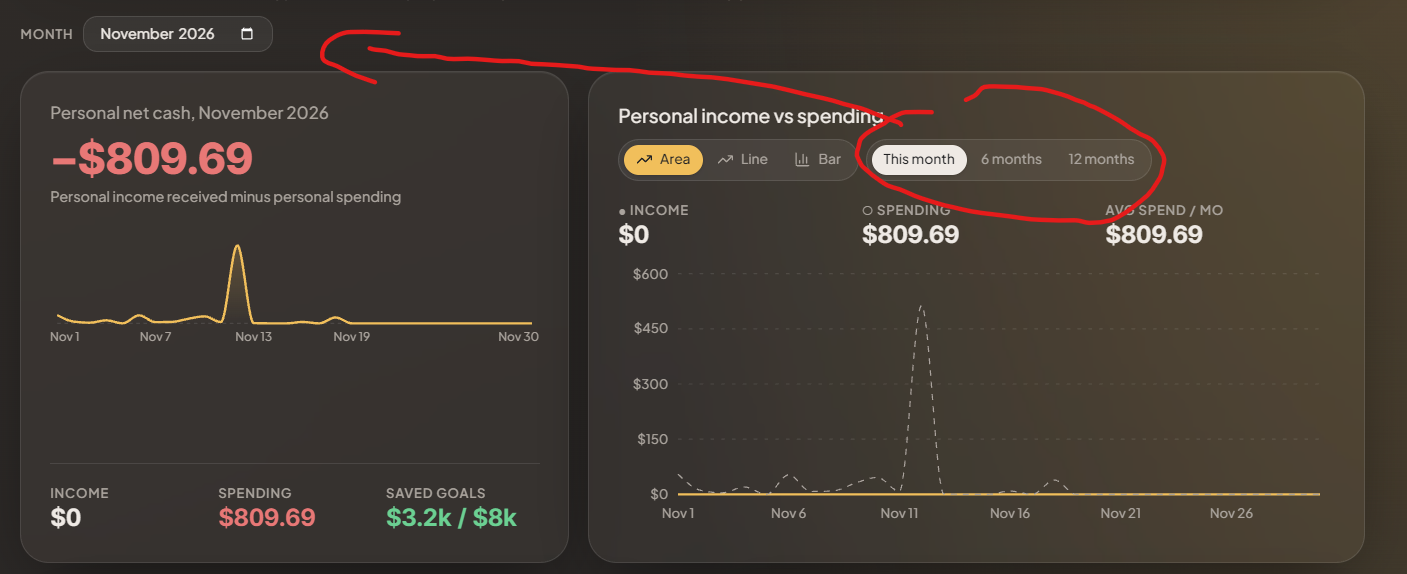 MONTH November 2026
Personal net cash, November 2026
–$809.69
Personal income received minus personal spending
Nov 1 Nov 7 Nov 13 Nov 19 Nov 30
INCOME SPENDING SAVED GOALS
$0 $809.69 $3.2k / $8k
Personal income vs spending
Area Line Bar This month 6 months 12 months
INCOME SPENDING AVG SPEND / MO
$0 $809.69 $809.69
$600
$450
$300
$150
$0
Nov 1 Nov 6 Nov 11 Nov 16 Nov 21 Nov 26